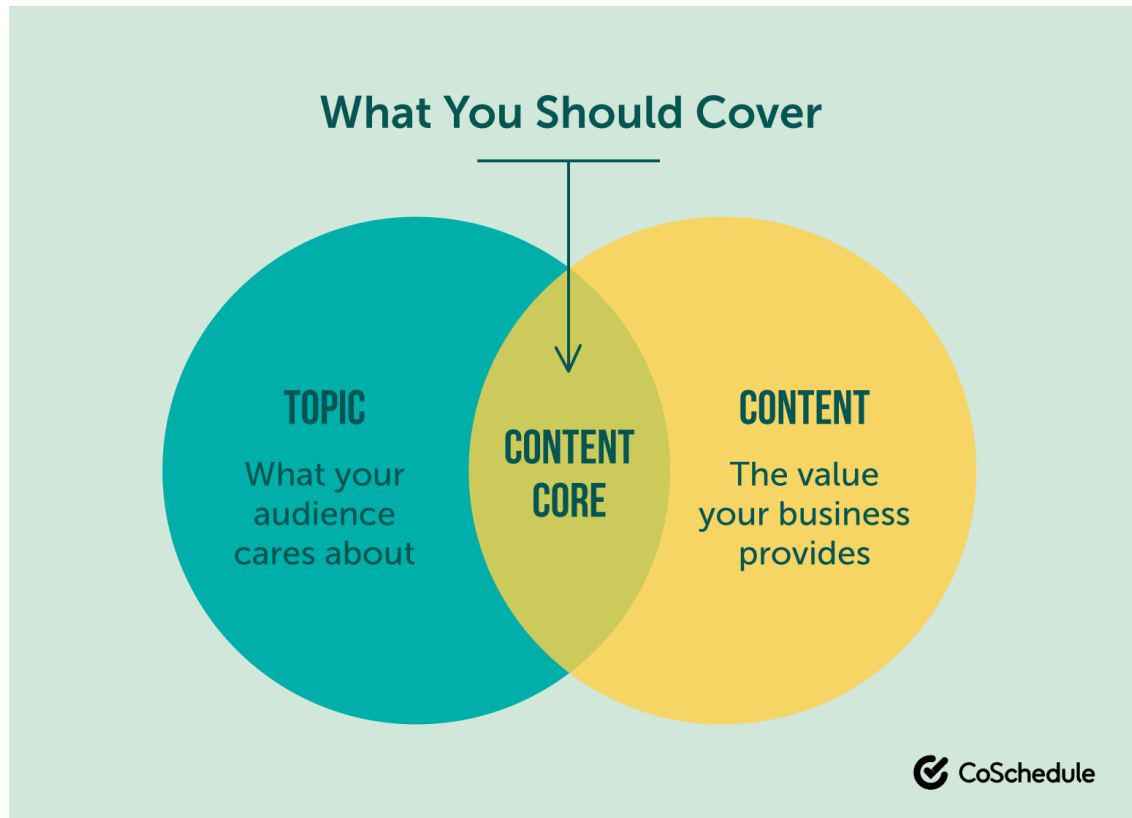 What You Should Cover
TOPIC
What your
audience
cares about
CONTENT
CORE
CONTENT
The value
your business
provides
CoSchedule